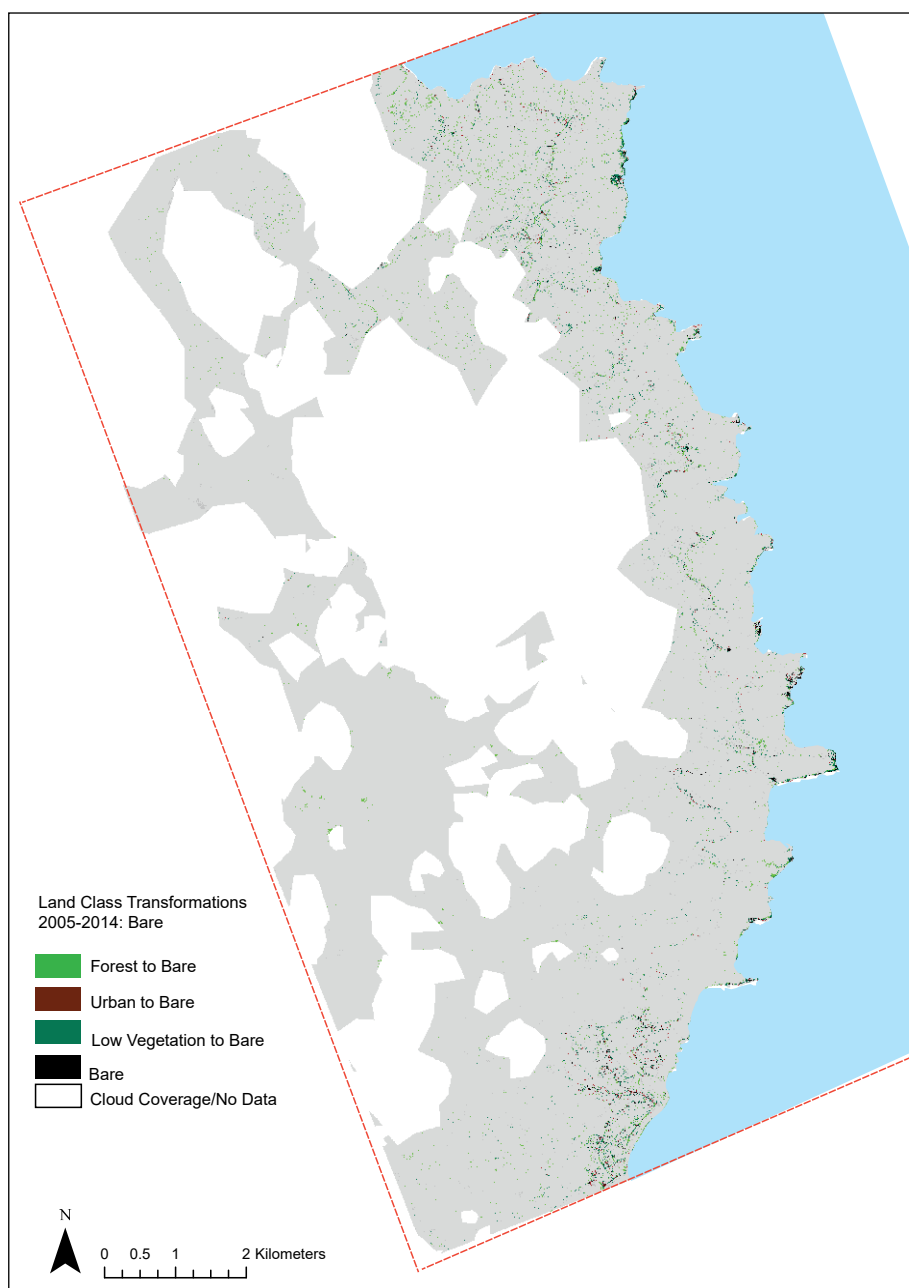 Land Class Transformations
2005-2014: Bare
Forest to Bare
Urban to Bare
Low Vegetation to Bare
Bare
Cloud Coverage/No Data
N
0 0.5 1 2 Kilometers